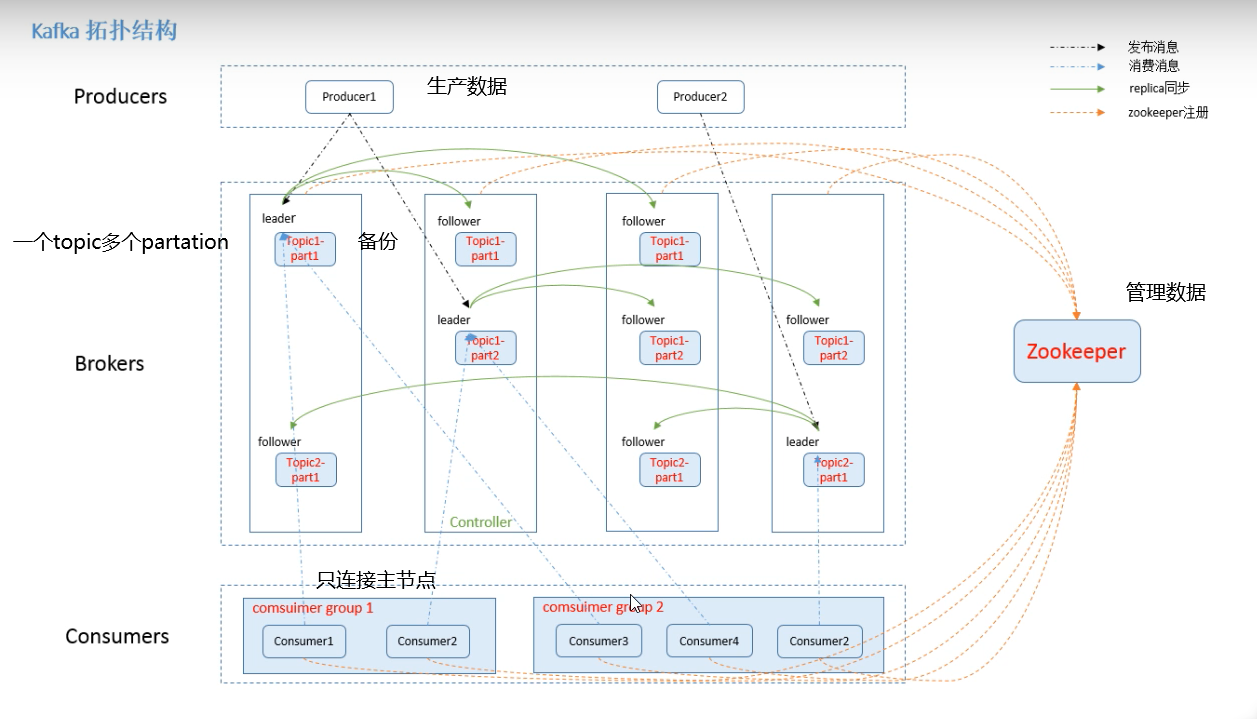 Kafka 拓扑结构
发布消息
消费消息
replica同步
zookeeper注册
Producers
Producer1
生产数据
Producer2
leader
follower
follower
一个topic多个partation
Topic1-
part1
备份
Topic1-
part1
Topic1-
part1
管理数据
leader
follower
follower
Brokers
Topic1-
part2
Topic1-
part2
Topic1-
part2
Zookeeper
follower
follower
leader
Topic2-
part1
Topic2-
part1
Topic2-
part1
Controller
只连接主节点
comsuimer group 1
comsuimer group 2
Consumers
Consumer1
Consumer2
Consumer3
Consumer4
Consumer2